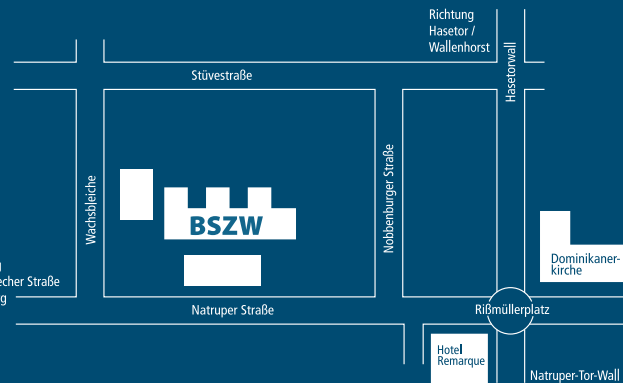 Richtung
Hasetor /
Wallenhorst
Hasetorwall
Stüvestraße
Wachsbleiche
Nobbenburger Straße
BSZW
Dominikaner-
kirche
Straße
Natruper Straße
Rißmüllerplatz
Hotel
Remarque
Natruper-Tor-Wall